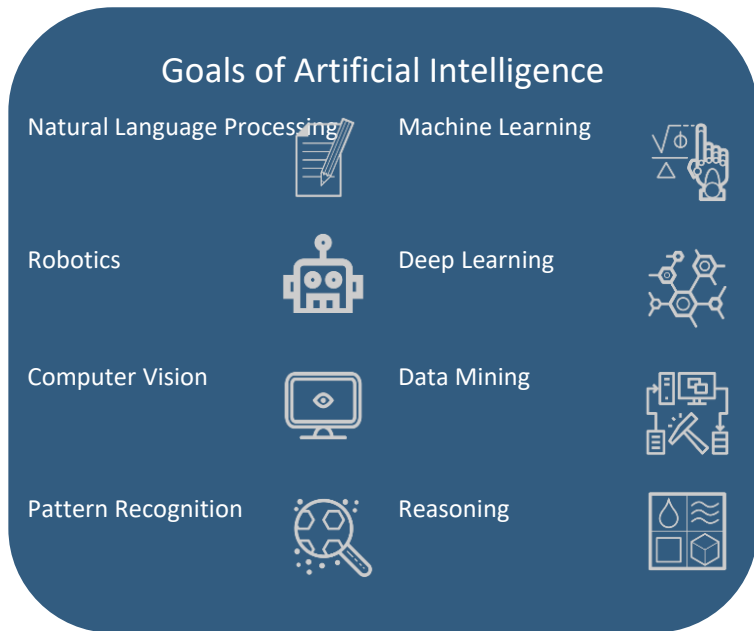 Goals of Artificial Intelligence
Natural Language Processing
Machine Learning
Robotics
Deep Learning
Computer Vision
Data Mining
Pattern Recognition
Reasoning